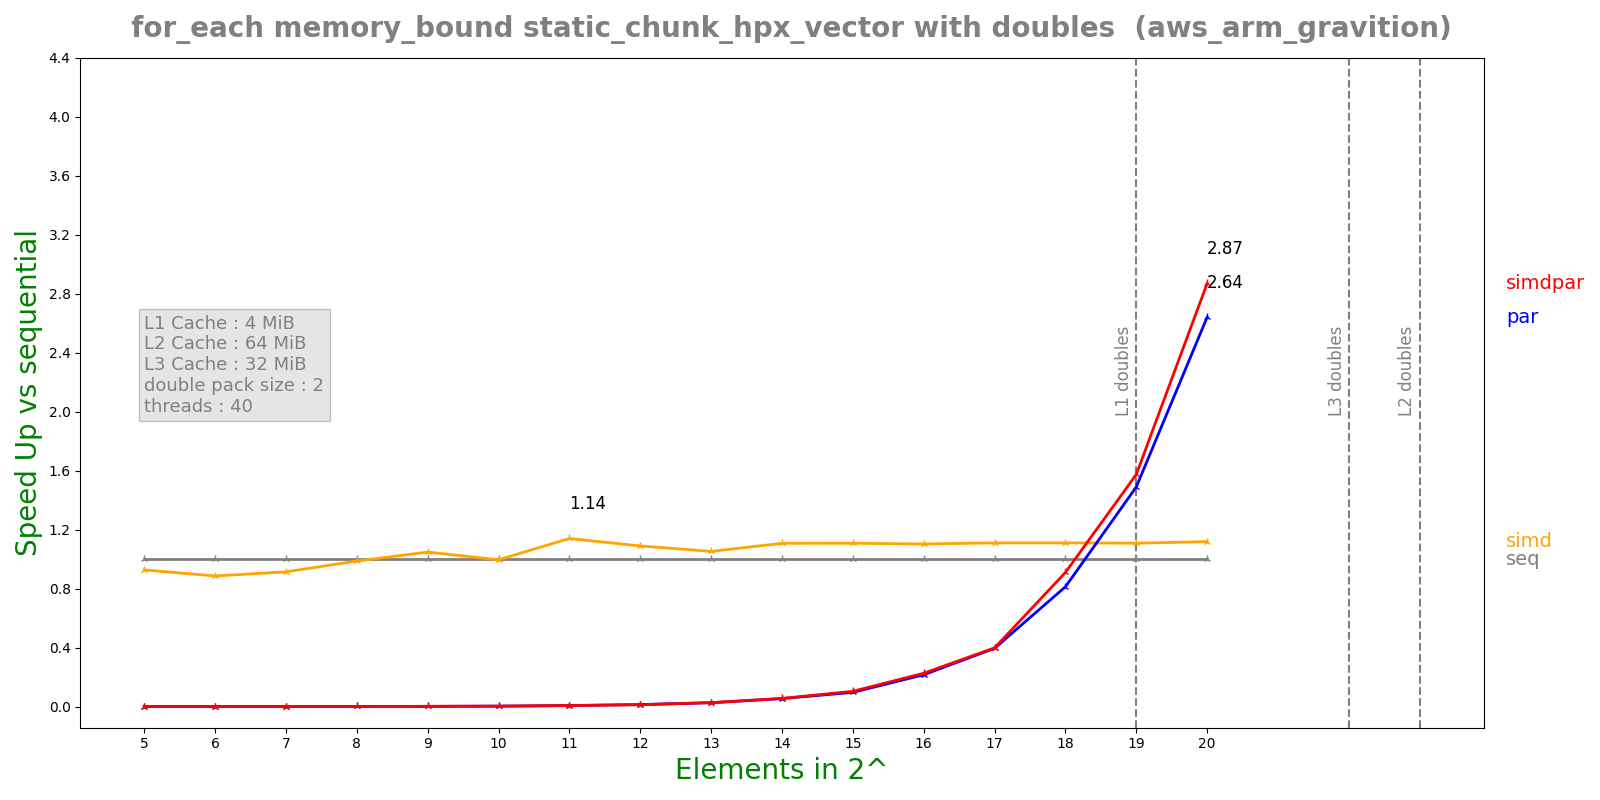 for_each memory_bound static_chunk_hpx_vector with doubles  (aws_arm_gravition)
Speed Up vs sequential
4.4
4.0
3.6
3.2
2.8
2.4
2.0
1.6
1.2
0.8
0.4
0.0
L1 Cache : 4 MiB
L2 Cache : 64 MiB
L3 Cache : 32 MiB
double pack size : 2
threads : 40
1.14
2.87
2.64
L1 doubles
L3 doubles
L2 doubles
simdpar
par
simd
seq
5 6 7 8 9 10 11 12 13 14 15 16 17 18 19 20
Elements in 2^